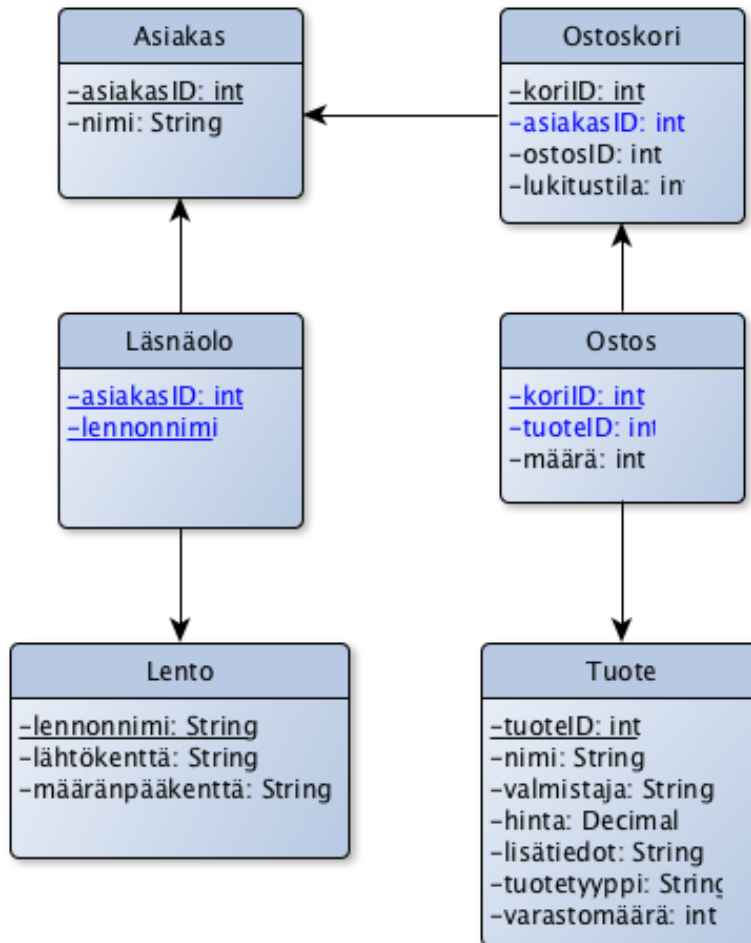 Asiakas
-asiakasID: int
-nimi: String
Ostoskori
-koriID: int
-asiakasID: int
-ostosID: int
-lukitustila: int
Läsnäolo
-asiakasID: int
-lennonnimi
Ostos
-koriID: int
-tuoteID: int
-määrä: int
Lento
-lennonnimi: String
-lähtökenttä: String
-määränpääkenttä: String
Tuote
-tuoteID: int
-nimi: String
-valmistaja: String
-hinta: Decimal
-lisätiedot: String
-tuotetyyppi: String
-varastomäärä: int